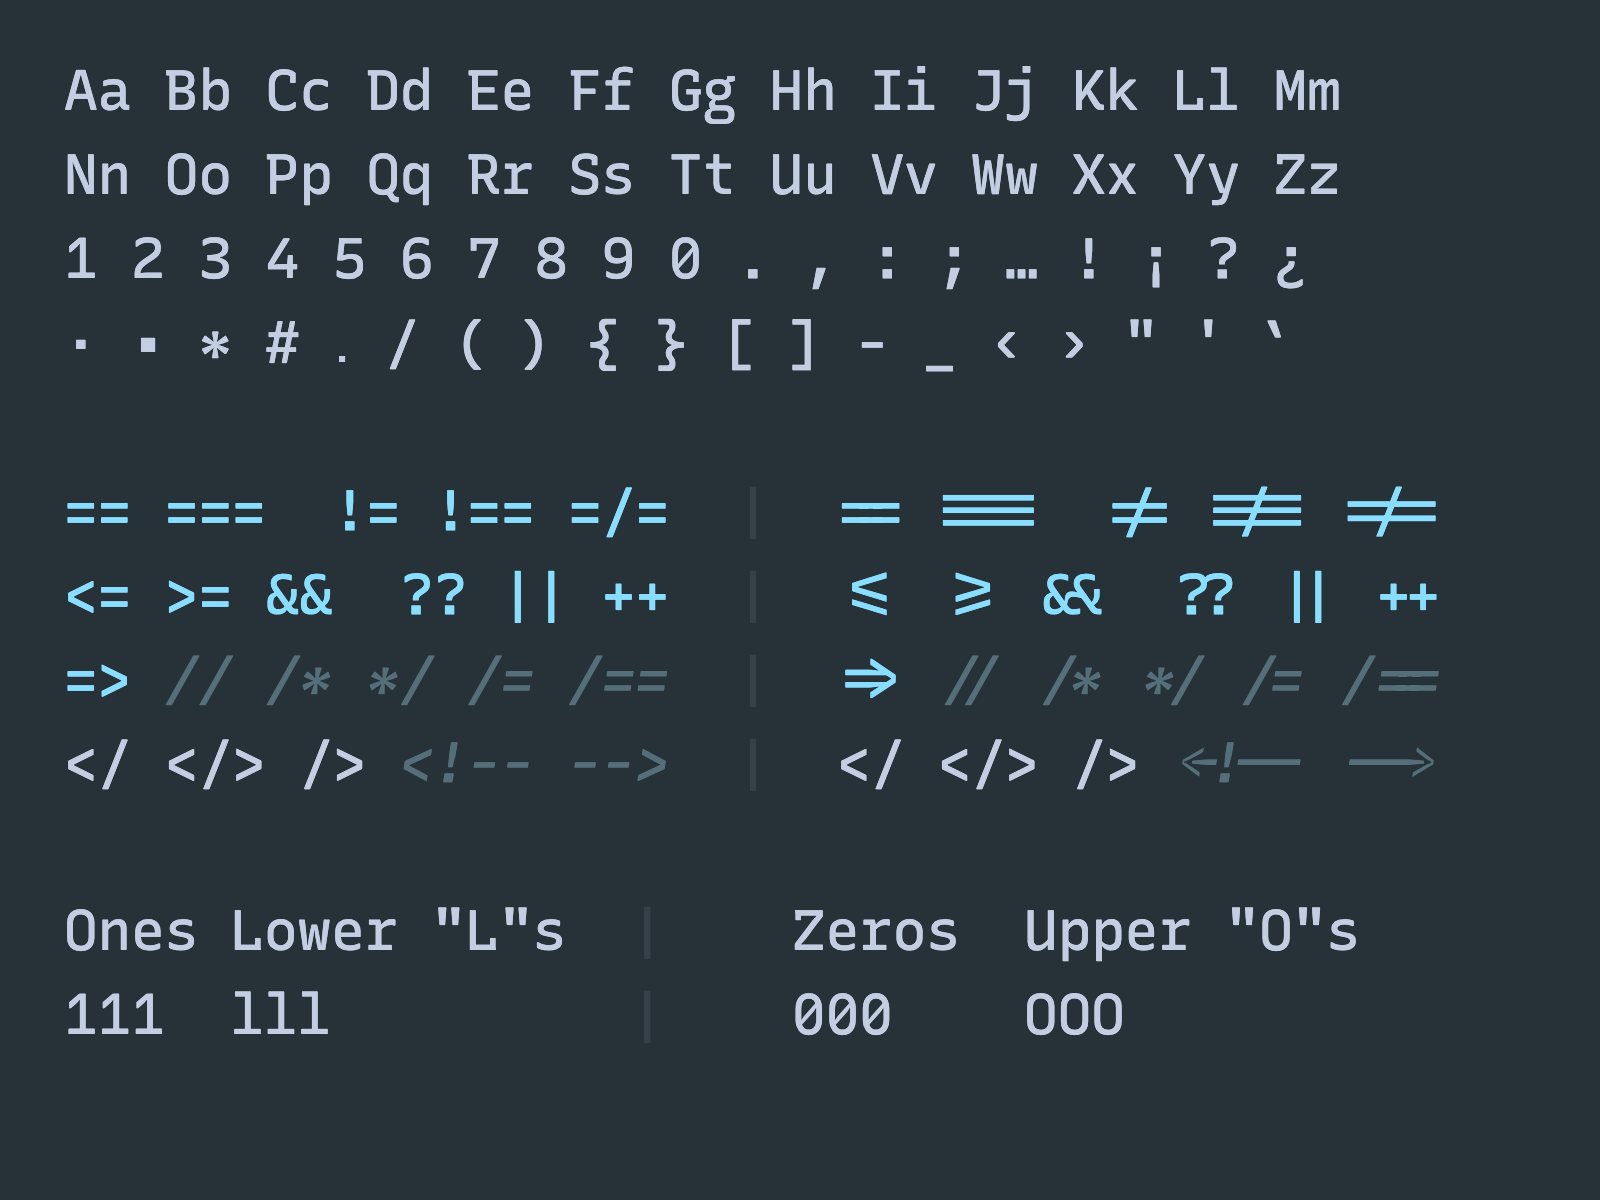 Aa Bb Cc Dd Ee Ff Gg Hh Ii Jj Kk Ll Mm
Nn Oo Pp Qq Rr Ss Tt Uu Vv Ww Xx Yy Zz
1 2 3 4 5 6 7 8 9 0 . , : ; … ! ¡ ? ¿
· ▪ * # . / ( ) { } [ ] - _ ‹ › " ' `
== === != !== =/= | == === != !== =/=
<= >= && ?? || ++ | <= >= && ?? || ++
=> // /* */ /= /== | => // /* */ /= /==
</ </> /> <!-- --> | </ </> /> <!-- -->
Ones Lower "L"s | Zeros Upper "O"s
111 lll | 000 OOO